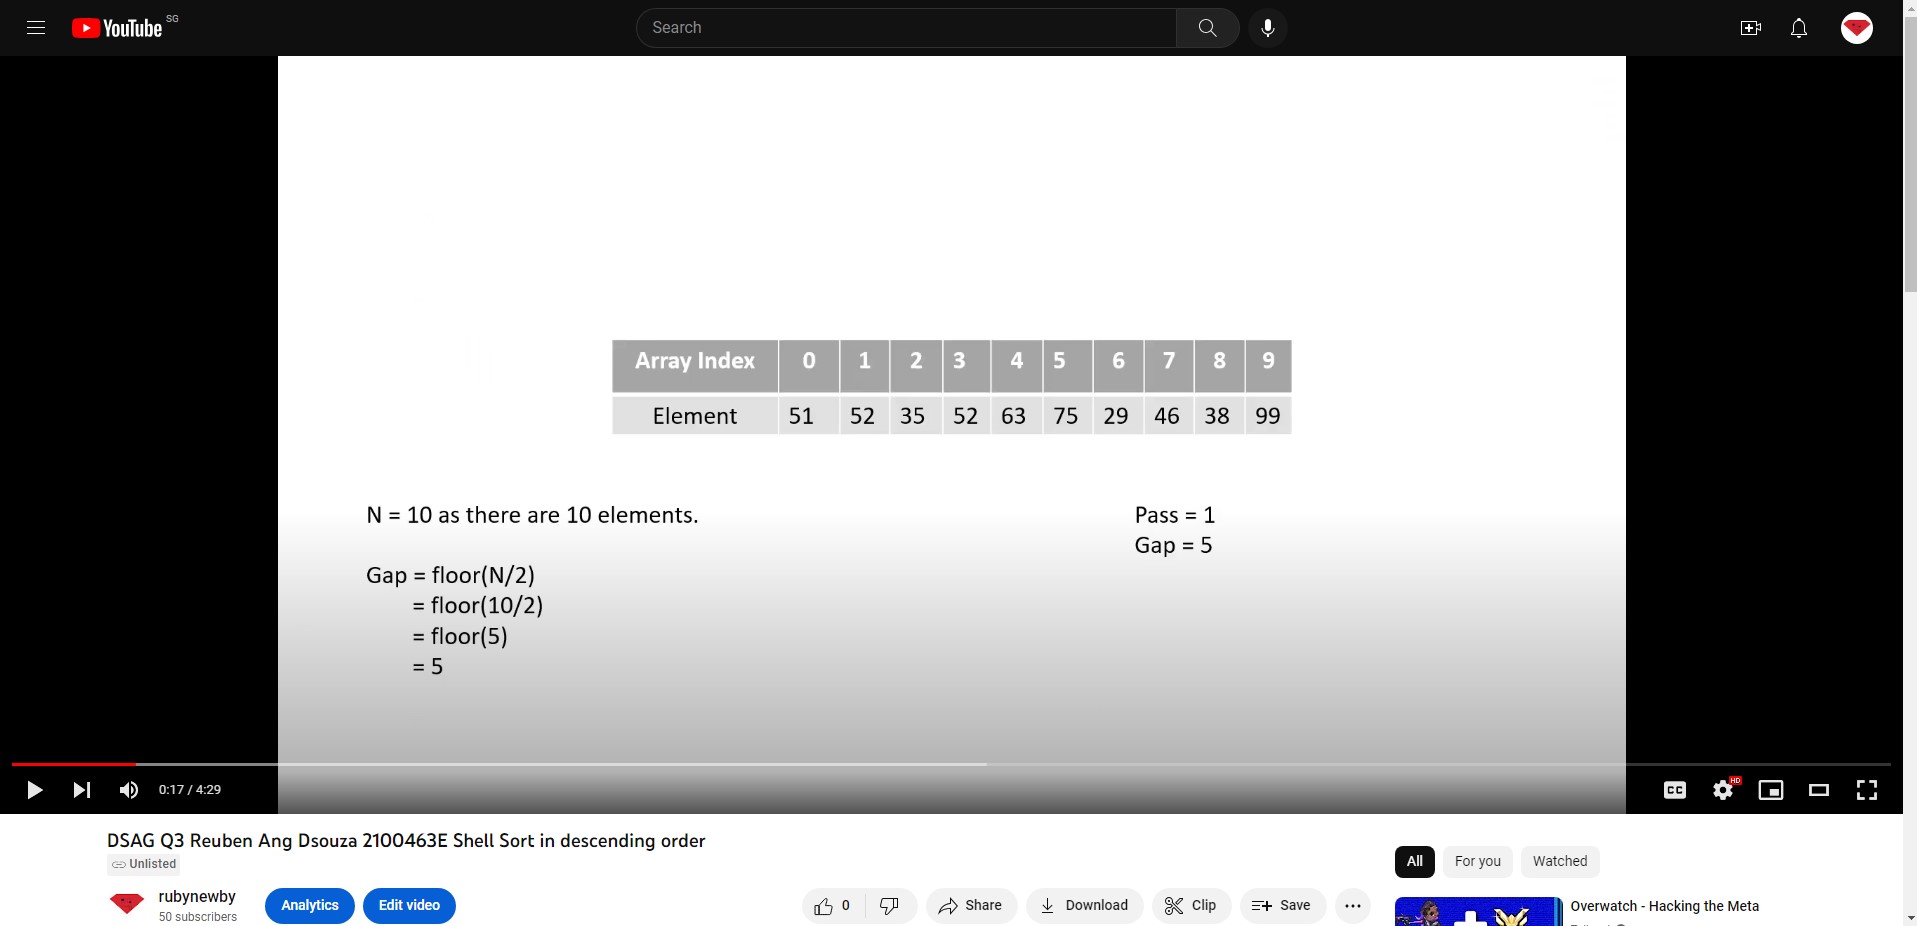 YouTube SG
Search
Array Index 0 1 2 3 4 5 6 7 8 9
Element 51 52 35 52 63 75 29 46 38 99
N = 10 as there are 10 elements.
Pass = 1
Gap = 5
Gap = floor(N/2)
= floor(10/2)
= floor(5)
= 5
0:17 / 4:29
CC HD
DSAG Q3 Reuben Ang Dsouza 2100463E Shell Sort in descending order
Unlisted
rubynewby
50 subscribers
Analytics
Edit video
0
Share
Download
Clip
Save
All
For you
Watched
Overwatch - Hacking the Meta